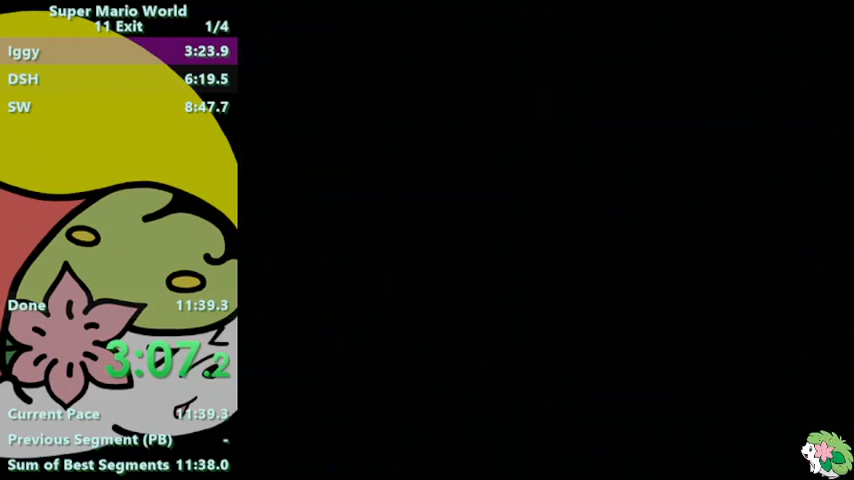 Super Mario World
11 Exit 1/4
Iggy 3:23.9
DSH 6:19.5
SW 8:47.7
Done 11:39.3
3:07.2
Current Pace 11:39.3
Previous Segment (PB) -
Sum of Best Segments 11:38.0